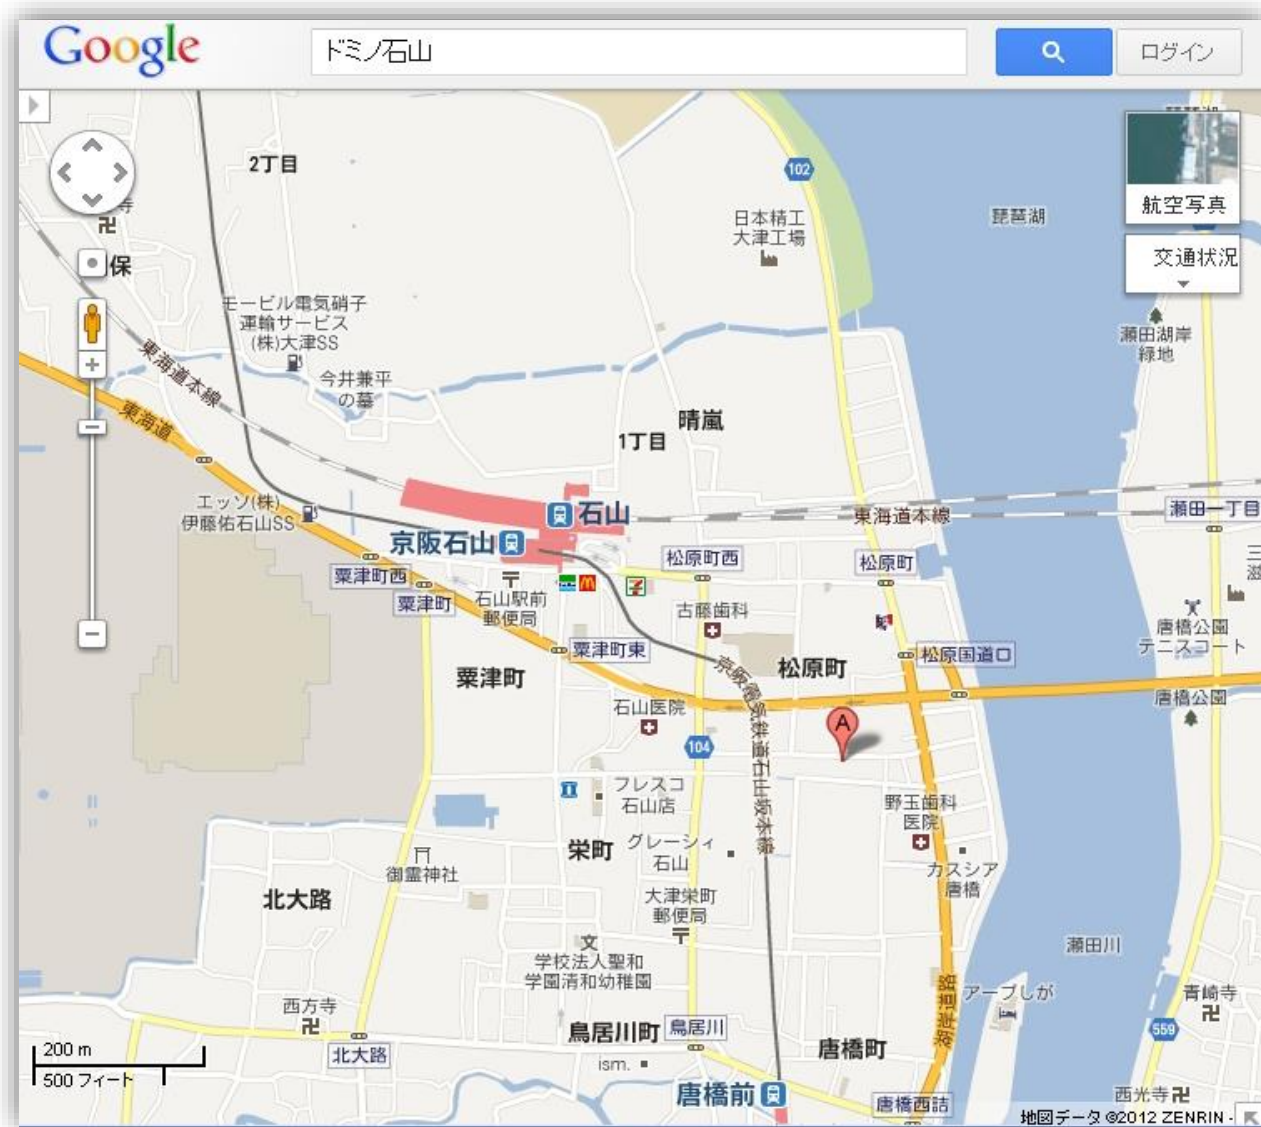 Google
ドミノ石山
ログイン
2丁目
102
日本精工
大津工場
琵琶湖
航空写真
交通状況
寺
保
モービル電気硝子
運輸サービス
(株)大津SS
瀬田湖岸
緑地
東海道本線
今井兼平
の墓
東海道
晴嵐
1丁目
エッソ(株)
伊藤佑石山SS
石山
東海道本線
瀬田一丁目
京阪石山
松原町西
松原町
粟津町西
粟津町
石山駅前
郵便局
古藤歯科
唐橋公園
テニスコート
粟津町東
松原国道口
粟津町
松原町
京阪電気鉄道石山坂本線
唐橋公園
石山医院
A
104
フレスコ
石山店
野玉歯科
医院
栄町
グレーシィ
石山
御霊神社
カスシア
唐橋
北大路
大津栄町
郵便局
学校法人聖和
学園清和幼稚園
瀬田川
湖岸道路
アーブしが
青崎寺
西方寺
鳥居川町
鳥居川
559
200 m
500 フィート
北大路
唐橋町
ism.
唐橋前
唐橋西詰
西光寺
地図データ ©2012 ZENRIN -